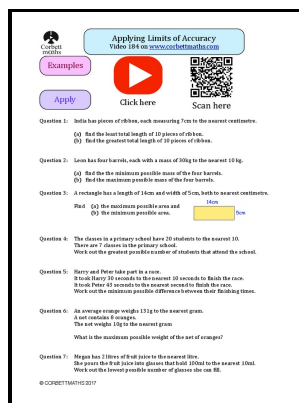 Corbett
maths
Applying Limits of Accuracy
Video 184 on www.corbettmaths.com
Examples
Apply
Click here
Scan here
Question 1: India has pieces of ribbon, each measuring 7cm to the nearest centimetre.
(a) find the least total length of 10 pieces of ribbon.
(b) find the greatest total length of 10 pieces of ribbon.
Question 2: Leon has four barrels, each with a mass of 30kg to the nearest 10 kg.
(a) find the the minimum possible mass of the four barrels.
(b) find the maximum possible mass of the four barrels.
Question 3: A rectangle has a length of 14cm and width of 5cm, both to nearest centimetre.
Find (a) the maximum possible area and
(b) the minimum possible area.
14cm
5cm
Question 4: The classes in a primary school have 20 students to the nearest 10.
There are 7 classes in the primary school.
Work out the greatest possible number of students that attend the school.
Question 5: Harry and Peter take part in a race.
It took Harry 30 seconds to the nearest 10 seconds to finish the race.
It took Peter 43 seconds to the nearest second to finish the race.
Work out the minimum possible difference between their finishing times.
Question 6: An average orange weighs 131g to the nearest gram.
A net contains 8 oranges.
The net weighs 10g to the nearest gram
What is the maximum possible weight of the net of oranges?
Question 7: Megan has 2 litres of fruit juice to the nearest litre.
She pours the fruit juice into glasses that hold 100ml to the nearest 10ml.
Work out the lowest possible number of glasses she can fill.
© CORBETTMATHS 2017